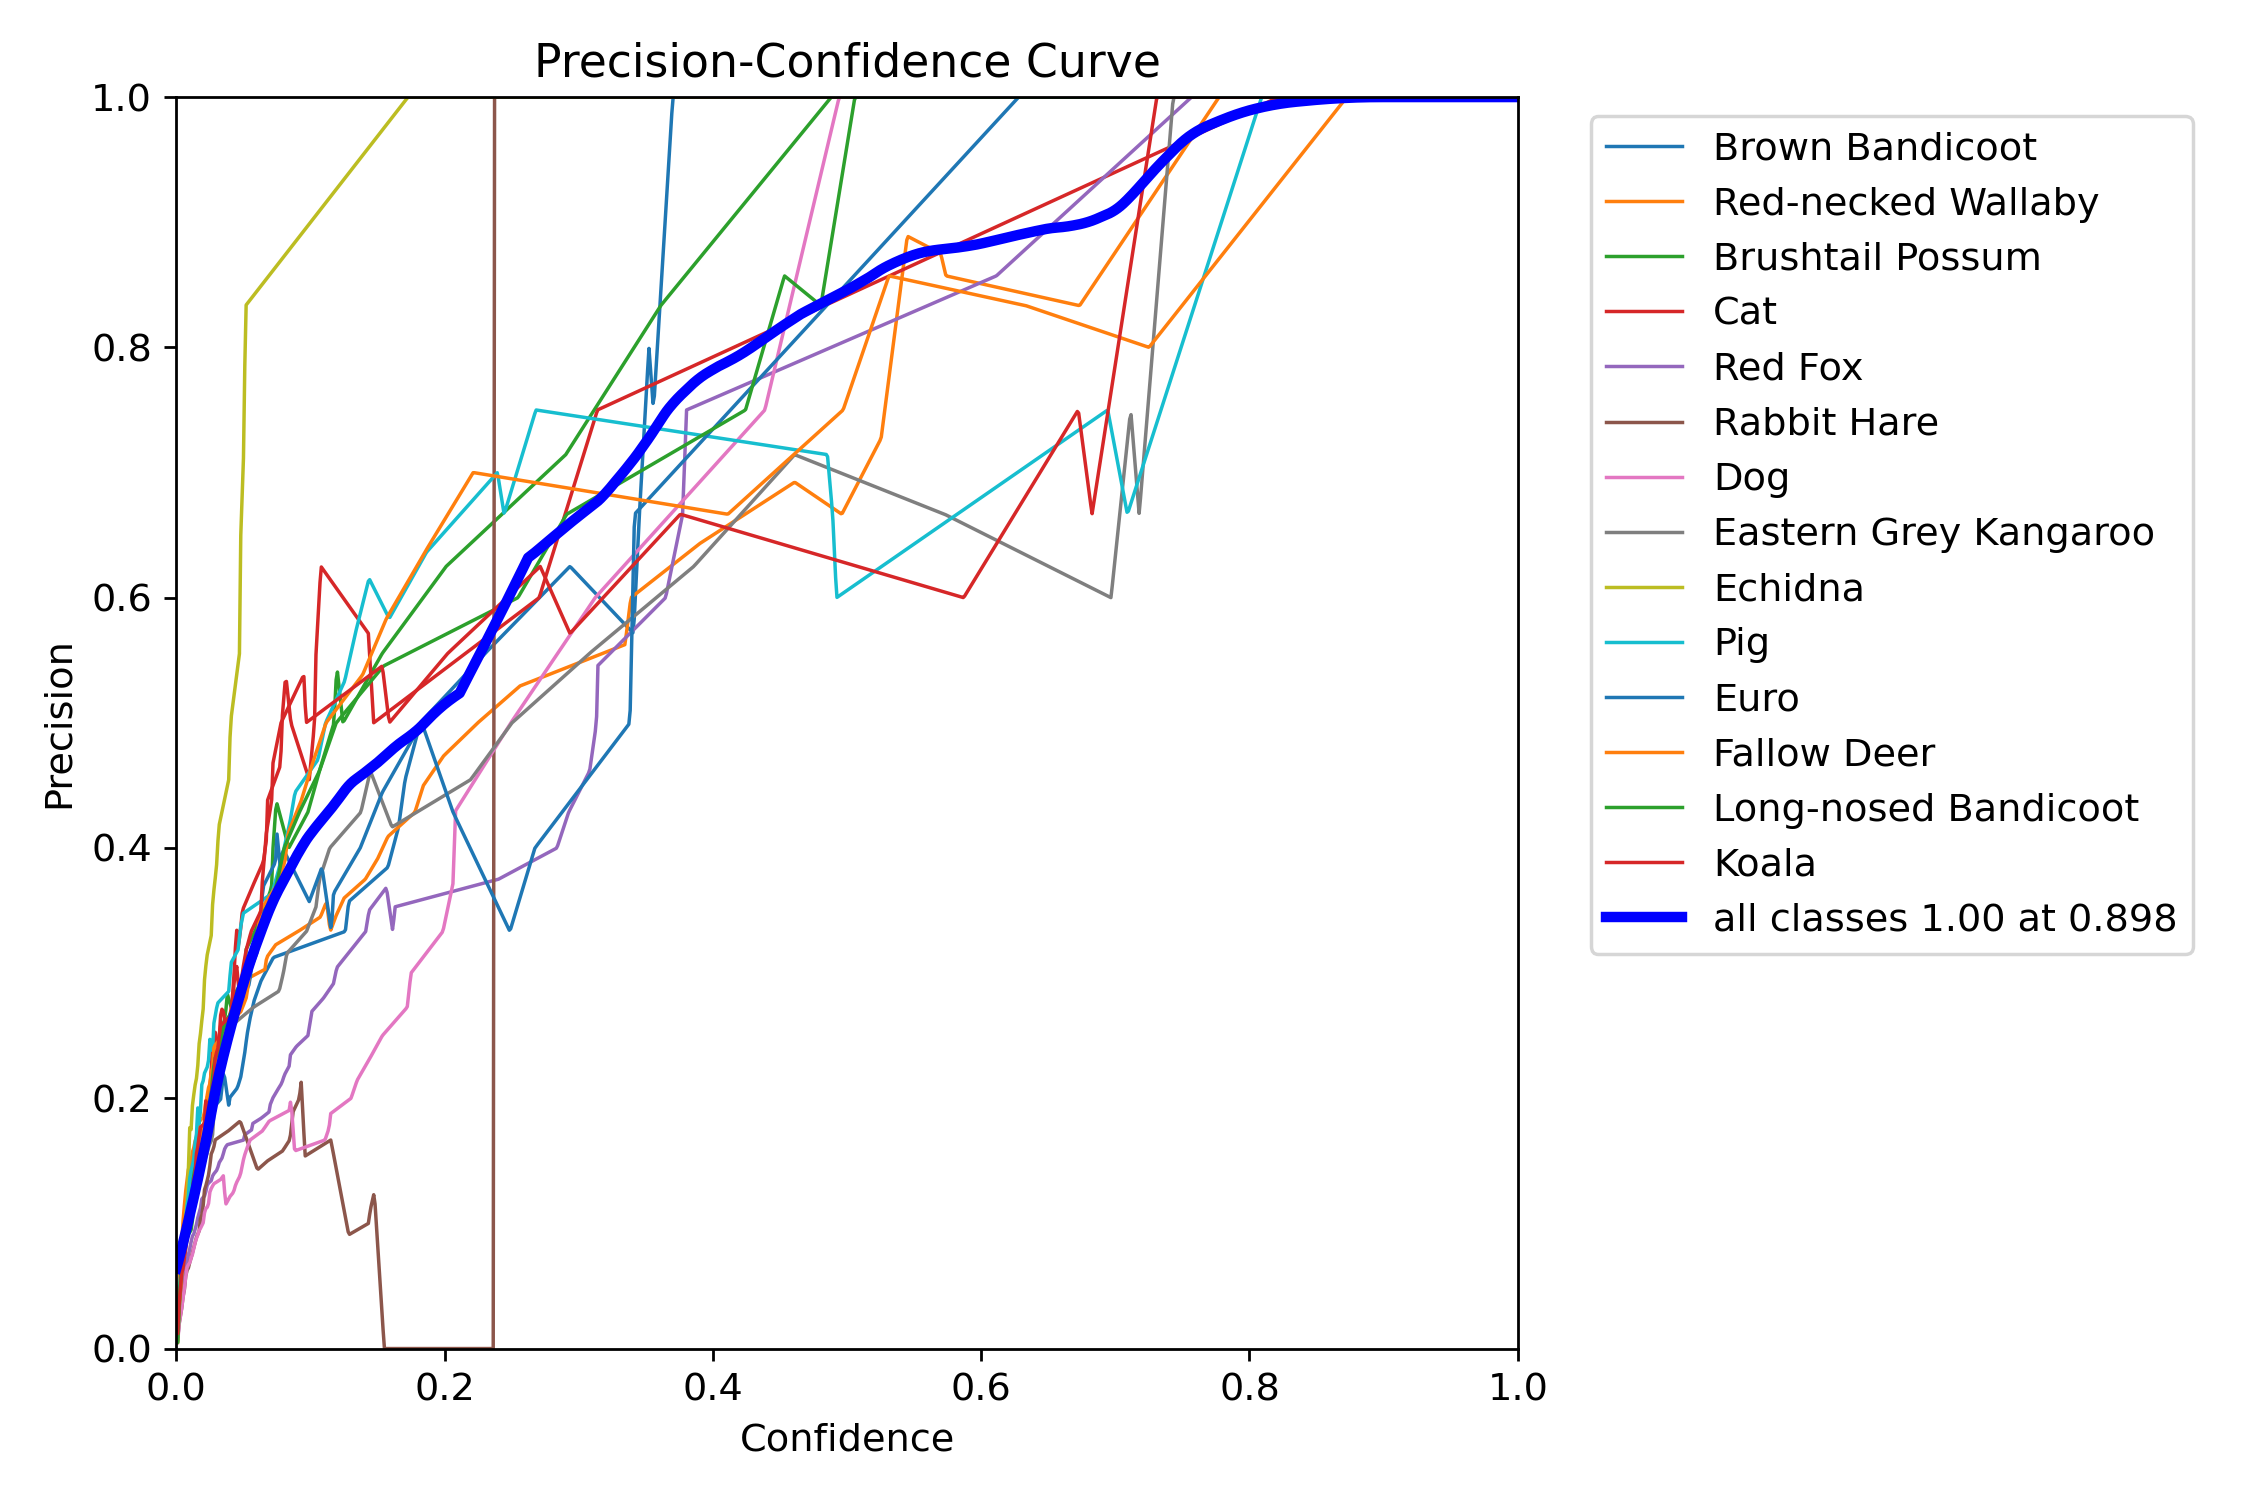 Precision-Confidence Curve
1.0
0.8
0.6
0.4
0.2
0.0
Precision
0.0 0.2 0.4 0.6 0.8 1.0
Confidence
Brown Bandicoot
Red-necked Wallaby
Brushtail Possum
Cat
Red Fox
Rabbit Hare
Dog
Eastern Grey Kangaroo
Echidna
Pig
Euro
Fallow Deer
Long-nosed Bandicoot
Koala
all classes 1.00 at 0.898